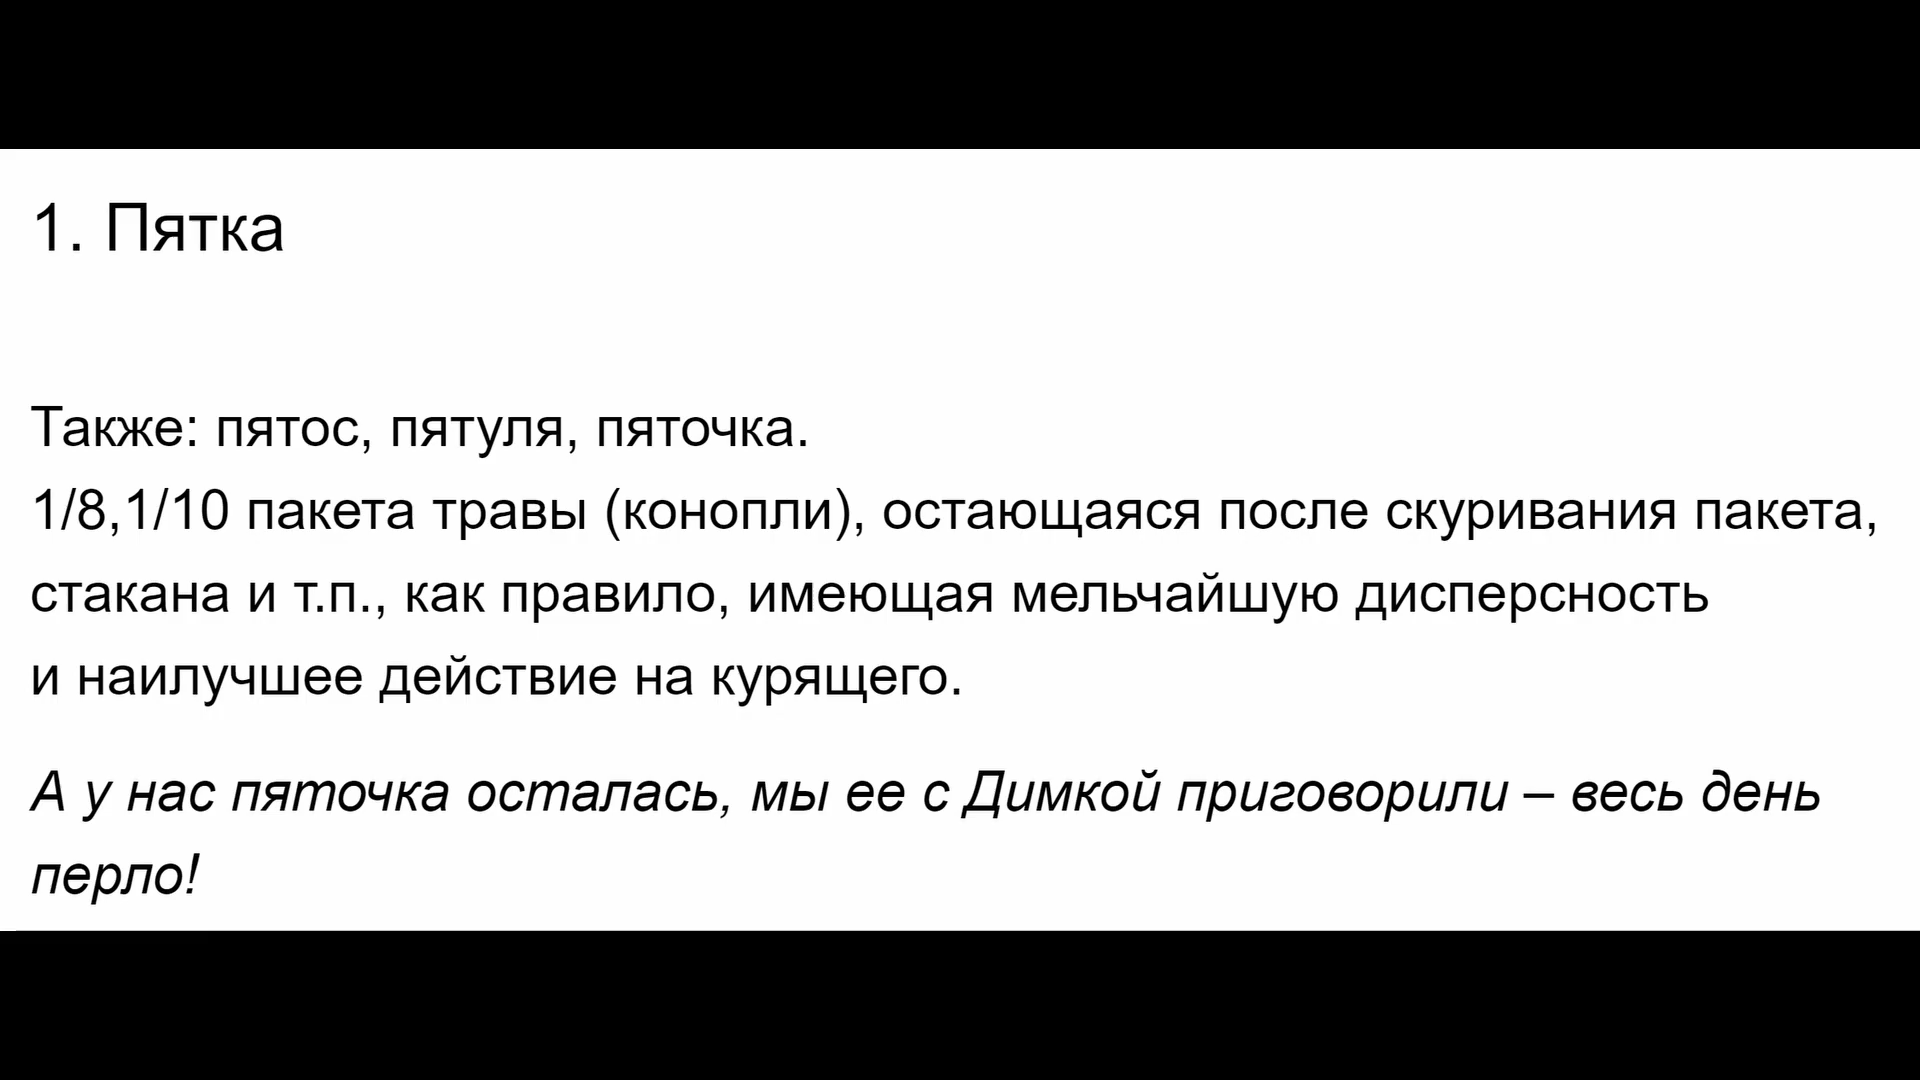 1. Пятка
Также: пятос, пятуля, пяточка.
1/8,1/10 пакета травы (конопли), остающаяся после скуривания пакета,
стакана и т.п., как правило, имеющая мельчайшую дисперсность
и наилучшее действие на курящего.
А у нас пяточка осталась, мы ее с Димкой приговорили – весь день
перло!